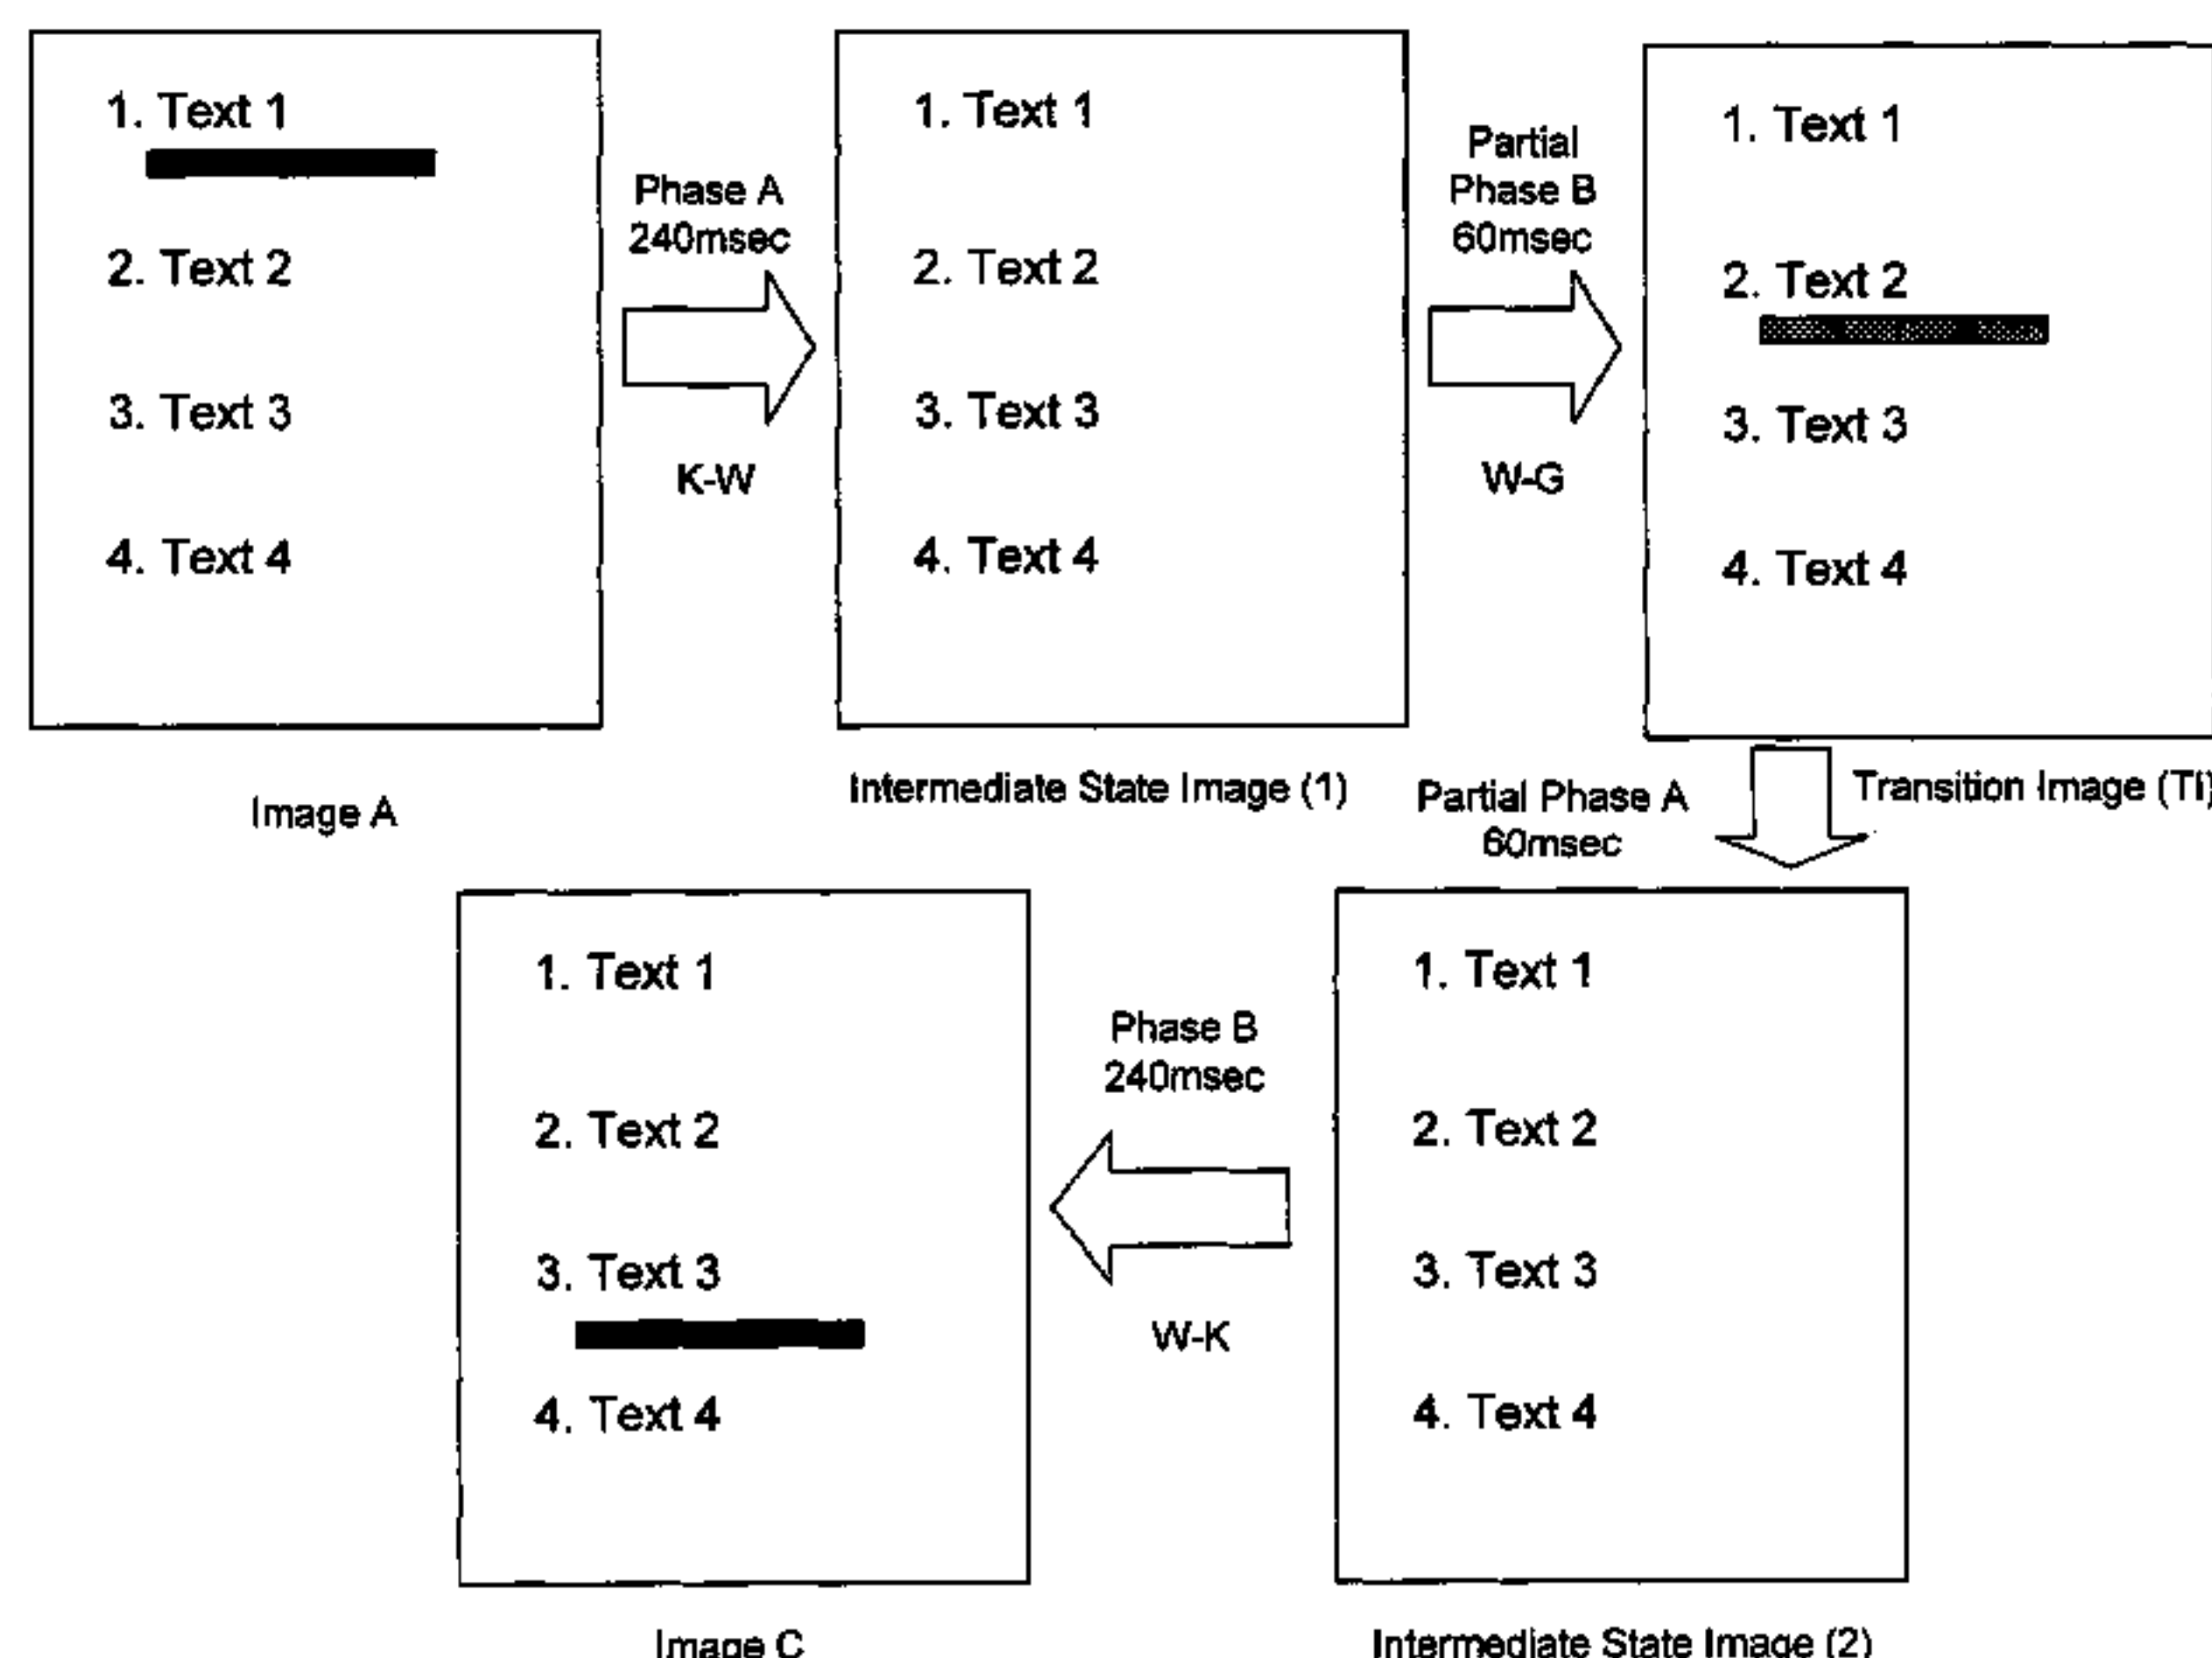 1. Text 1
2. Text 2
3. Text 3
4. Text 4
Image A
Phase A
240msec
K-W
1. Text 1
2. Text 2
3. Text 3
4. Text 4
Intermediate State Image (1)
Partial
Phase B
60msec
W-G
1. Text 1
2. Text 2
3. Text 3
4. Text 4
Transition Image (TI)
Partial Phase A
60msec
1. Text 1
2. Text 2
3. Text 3
4. Text 4
Intermediate State Image (2)
Phase B
240msec
W-K
1. Text 1
2. Text 2
3. Text 3
4. Text 4
Image C